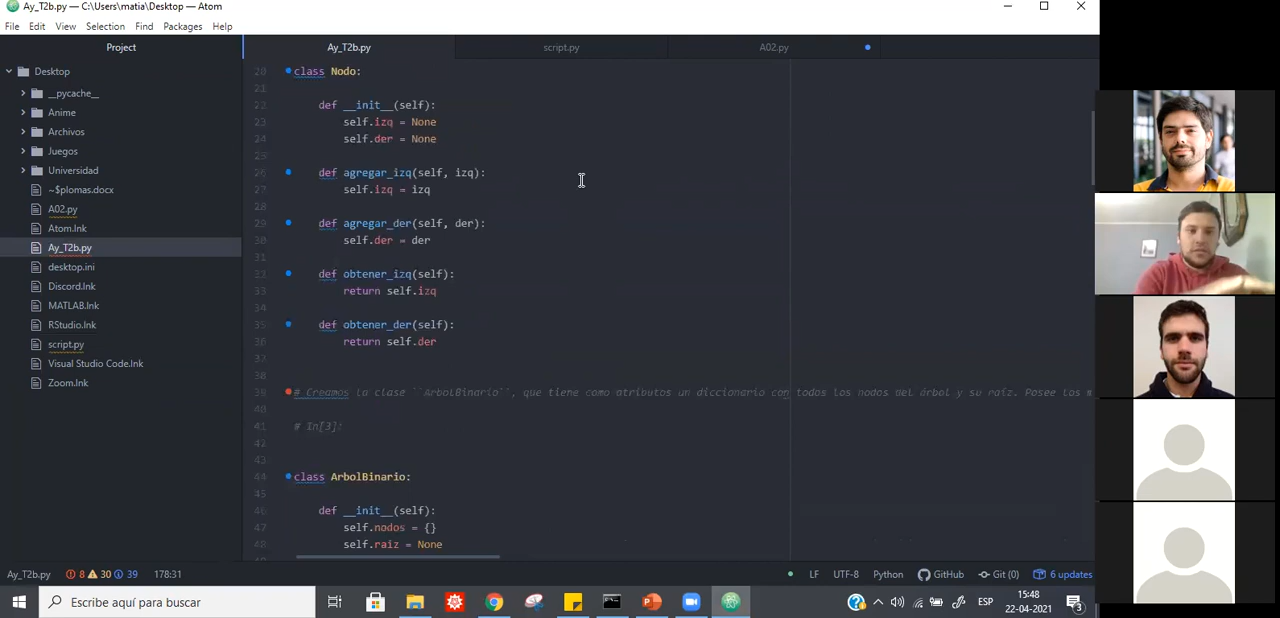 Ay_T2b.py — C:\Users\matia\Desktop — Atom
File Edit View Selection Find Packages Help
Project
Desktop
__pycache__
Anime
Archivos
Juegos
Universidad
~$plomas.docx
A02.py
Atom.lnk
Ay_T2b.py
desktop.ini
Discord.lnk
MATLAB.lnk
RStudio.lnk
script.py
Visual Studio Code.lnk
Zoom.lnk
Ay_T2b.py script.py A02.py
20 class Nodo:
21
22 def __init__(self):
23 self.izq = None
24 self.der = None
25
26 def agregar_izq(self, izq):
27 self.izq = izq
28
29 def agregar_der(self, der):
30 self.der = der
31
32 def obtener_izq(self):
33 return self.izq
34
35 def obtener_der(self):
36 return self.der
37
38
39 # Creamos la clase ``ArbolBinario``, que tiene como atributos un diccionario con todos los nodos del árbol y su raíz. Posee los m
40
41 # In[3]:
42
43
44 class ArbolBinario:
45
46 def __init__(self):
47 self.nodos = {}
48 self.raiz = None
Ay_T2b.py 8 30 39 178:31 LF UTF-8 Python GitHub Git (0) 6 updates
Escribe aquí para buscar
ESP
15:48
22-04-2021
3